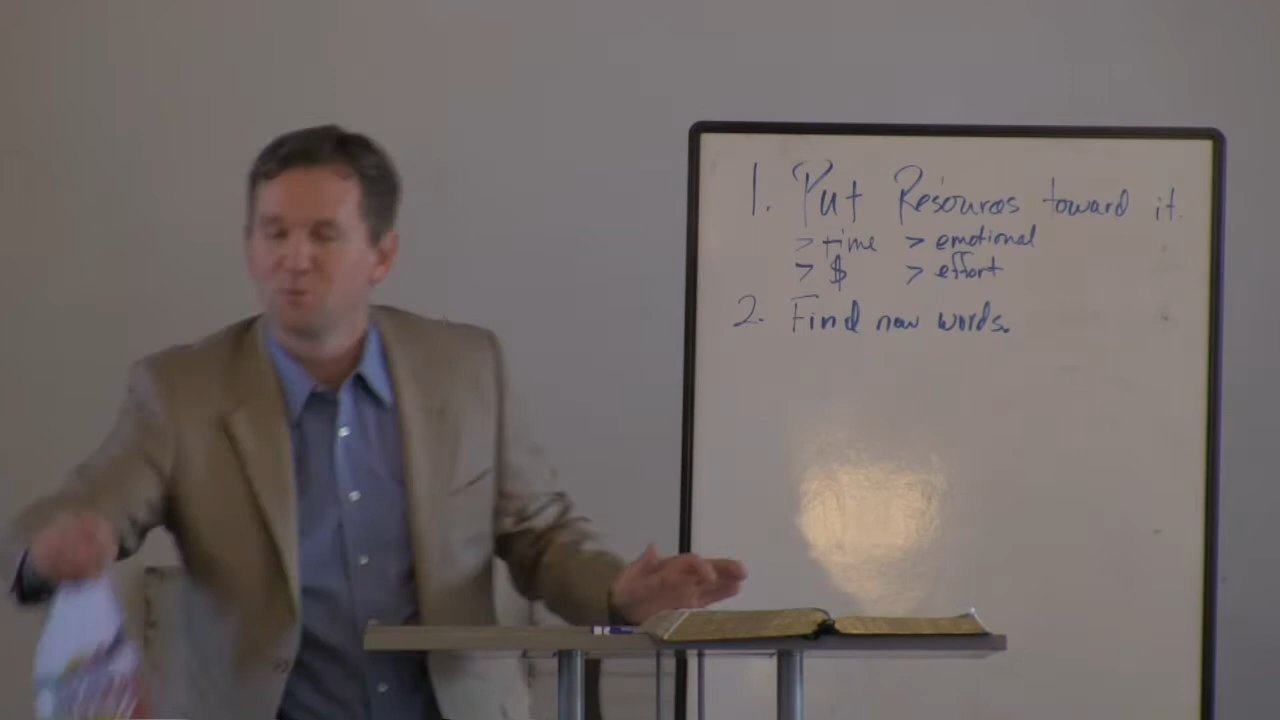 1. Put Resources toward it
> time > emotional
> $ > effort
2. Find new words.